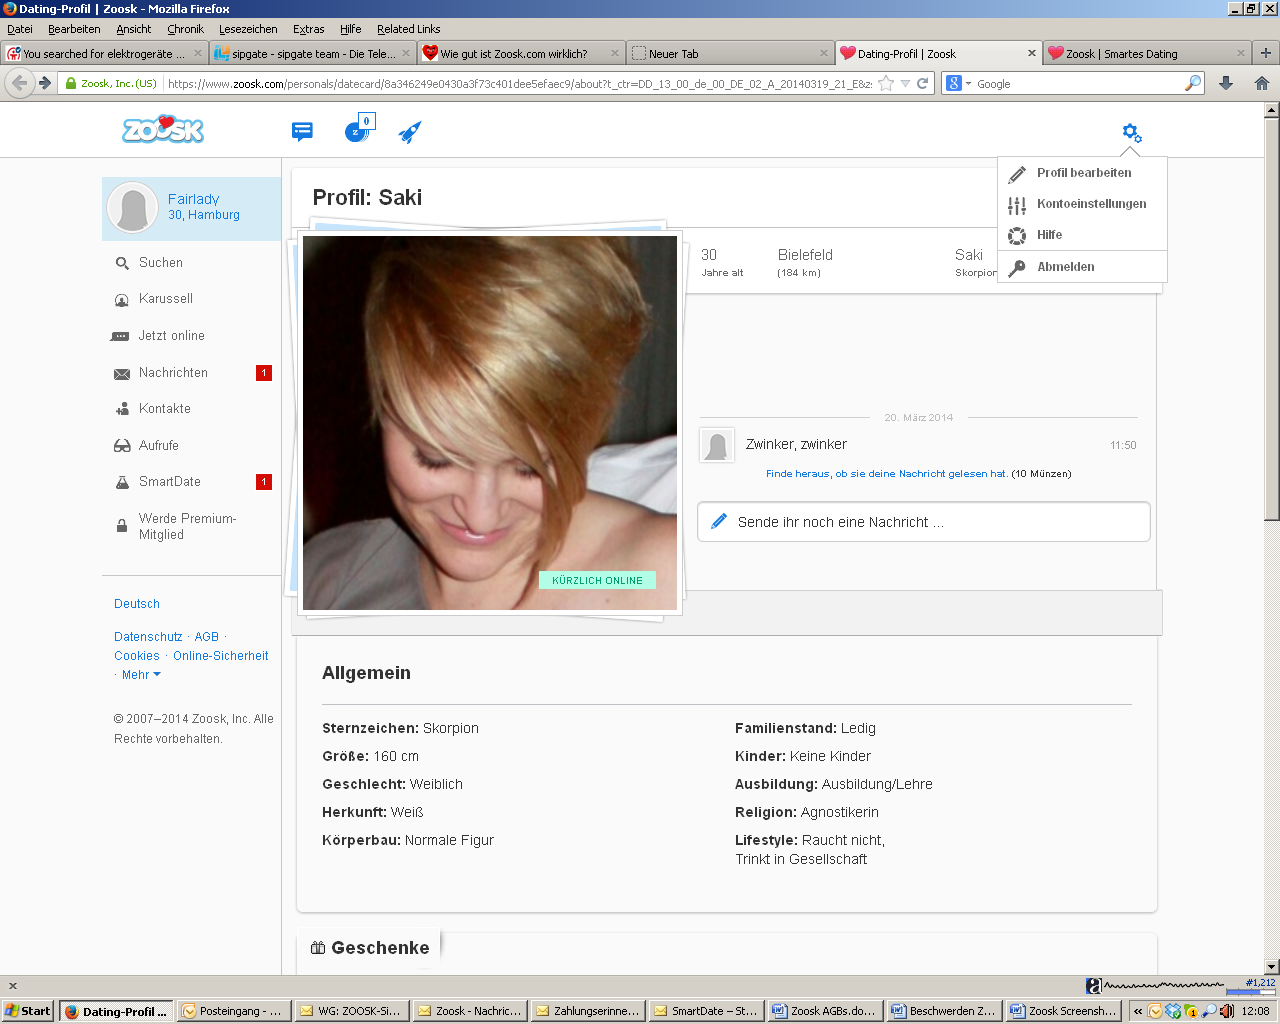 Dating-Profil | Zoosk - Mozilla Firefox
Datei Bearbeiten Ansicht Chronik Lesezeichen Extras Hilfe Related Links
You searched for elektrogeräte ...
sipgate - sipgate team - Die Tele...
Wie gut ist Zoosk.com wirklich?
Neuer Tab
Dating-Profil | Zoosk
Zoosk | Smartes Dating
Zoosk, Inc. (US)
https://www.zoosk.com/personals/datecard/8a346249e0430a3f73c401dee5efaec9/about?t_ctr=DD_13_00_de_00_DE_02_A_20140319_21_E&z
Google
ZOOSK
0
Profil bearbeiten
Kontoeinstellungen
Hilfe
Abmelden
Fairlady
30, Hamburg
Suchen
Karussell
Jetzt online
Nachrichten 1
Kontakte
Aufrufe
SmartDate 1
Werde Premium-
Mitglied
Deutsch
Datenschutz · AGB ·
Cookies · Online-Sicherheit
· Mehr
© 2007–2014 Zoosk, Inc. Alle
Rechte vorbehalten.
Profil: Saki
30 Bielefeld Saki
Jahre alt (184 km) Skorpion
KÜRZLICH ONLINE
20. März 2014
Zwinker, zwinker 11:50
Finde heraus, ob sie deine Nachricht gelesen hat. (10 Münzen)
Sende ihr noch eine Nachricht ...
Allgemein
Sternzeichen: Skorpion
Größe: 160 cm
Geschlecht: Weiblich
Herkunft: Weiß
Körperbau: Normale Figur
Familienstand: Ledig
Kinder: Keine Kinder
Ausbildung: Ausbildung/Lehre
Religion: Agnostikerin
Lifestyle: Raucht nicht,
Trinkt in Gesellschaft
Geschenke
#1,212
Start
Dating-Profil ...
Posteingang - ...
WG: ZOOSK-Si...
Zoosk - Nachric...
Zahlungserinne...
SmartDate – St...
Zoosk AGBs.do...
Beschwerden Z...
Zoosk Screensh...
12:08